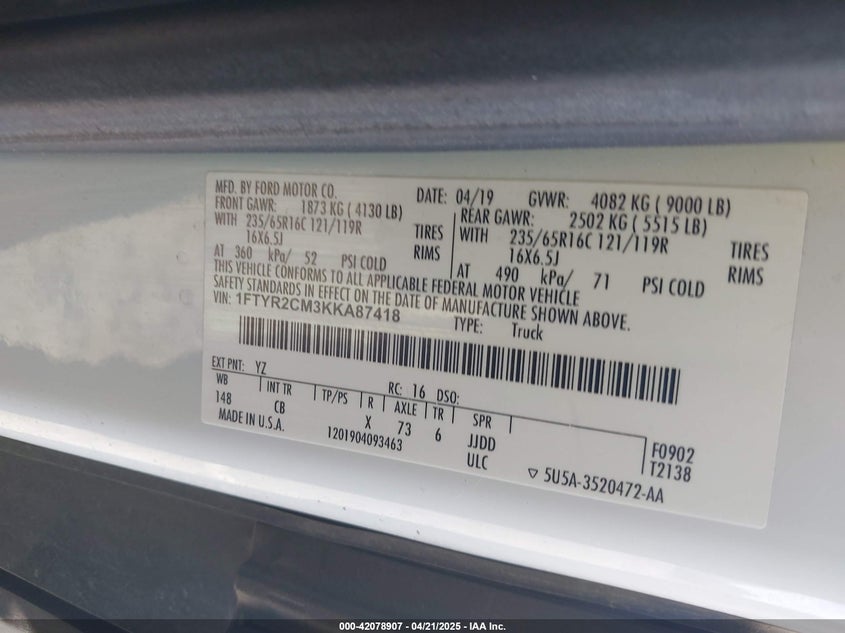 MFD. BY FORD MOTOR CO. DATE: 04/19 GVWR: 4082 KG ( 9000 LB)
FRONT GAWR: 1873 KG ( 4130 LB) REAR GAWR: 2502 KG ( 5515 LB)
WITH 235/65R16C 121/119R TIRES WITH 235/65R16C 121/119R TIRES
16X6.5J RIMS 16X6.5J RIMS
AT 360 kPa/ 52 PSI COLD AT 490 kPa/ 71 PSI COLD
THIS VEHICLE CONFORMS TO ALL APPLICABLE FEDERAL MOTOR VEHICLE
SAFETY STANDARDS IN EFFECT ON THE DATE OF MANUFACTURE SHOWN ABOVE.
VIN: 1FTYR2CM3KKA87418 TYPE: Truck
EXT PNT: YZ RC: 16 DSO:
WB INT TR TP/PS R AXLE TR SPR
148 CB X 73 6 JJDD F0902
MADE IN U.S.A. 1201904093463 ULC T2138
▽ 5U5A-3520472-AA
000-42078907 - 04/21/2025 - IAA Inc.